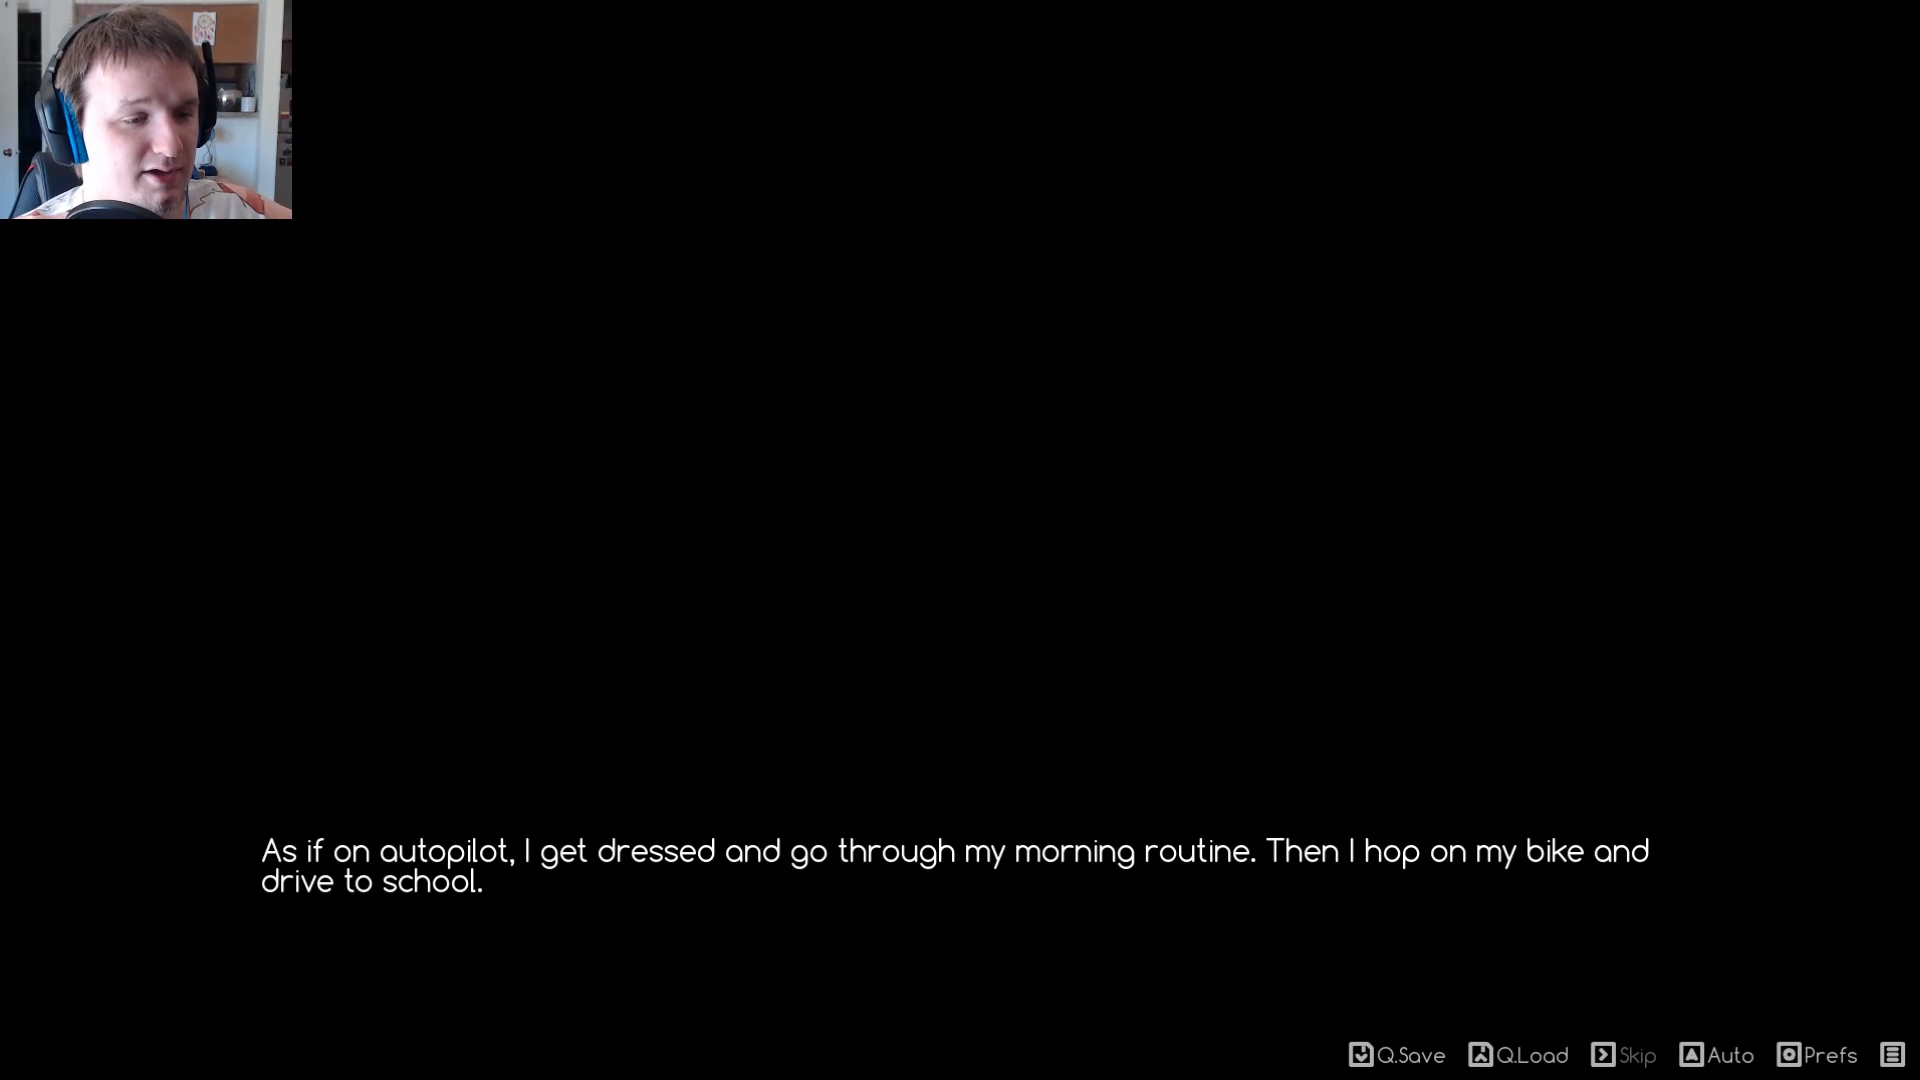 As if on autopilot, I get dressed and go through my morning routine. Then I hop on my bike and
drive to school.
Q.Save Q.Load Skip Auto Prefs